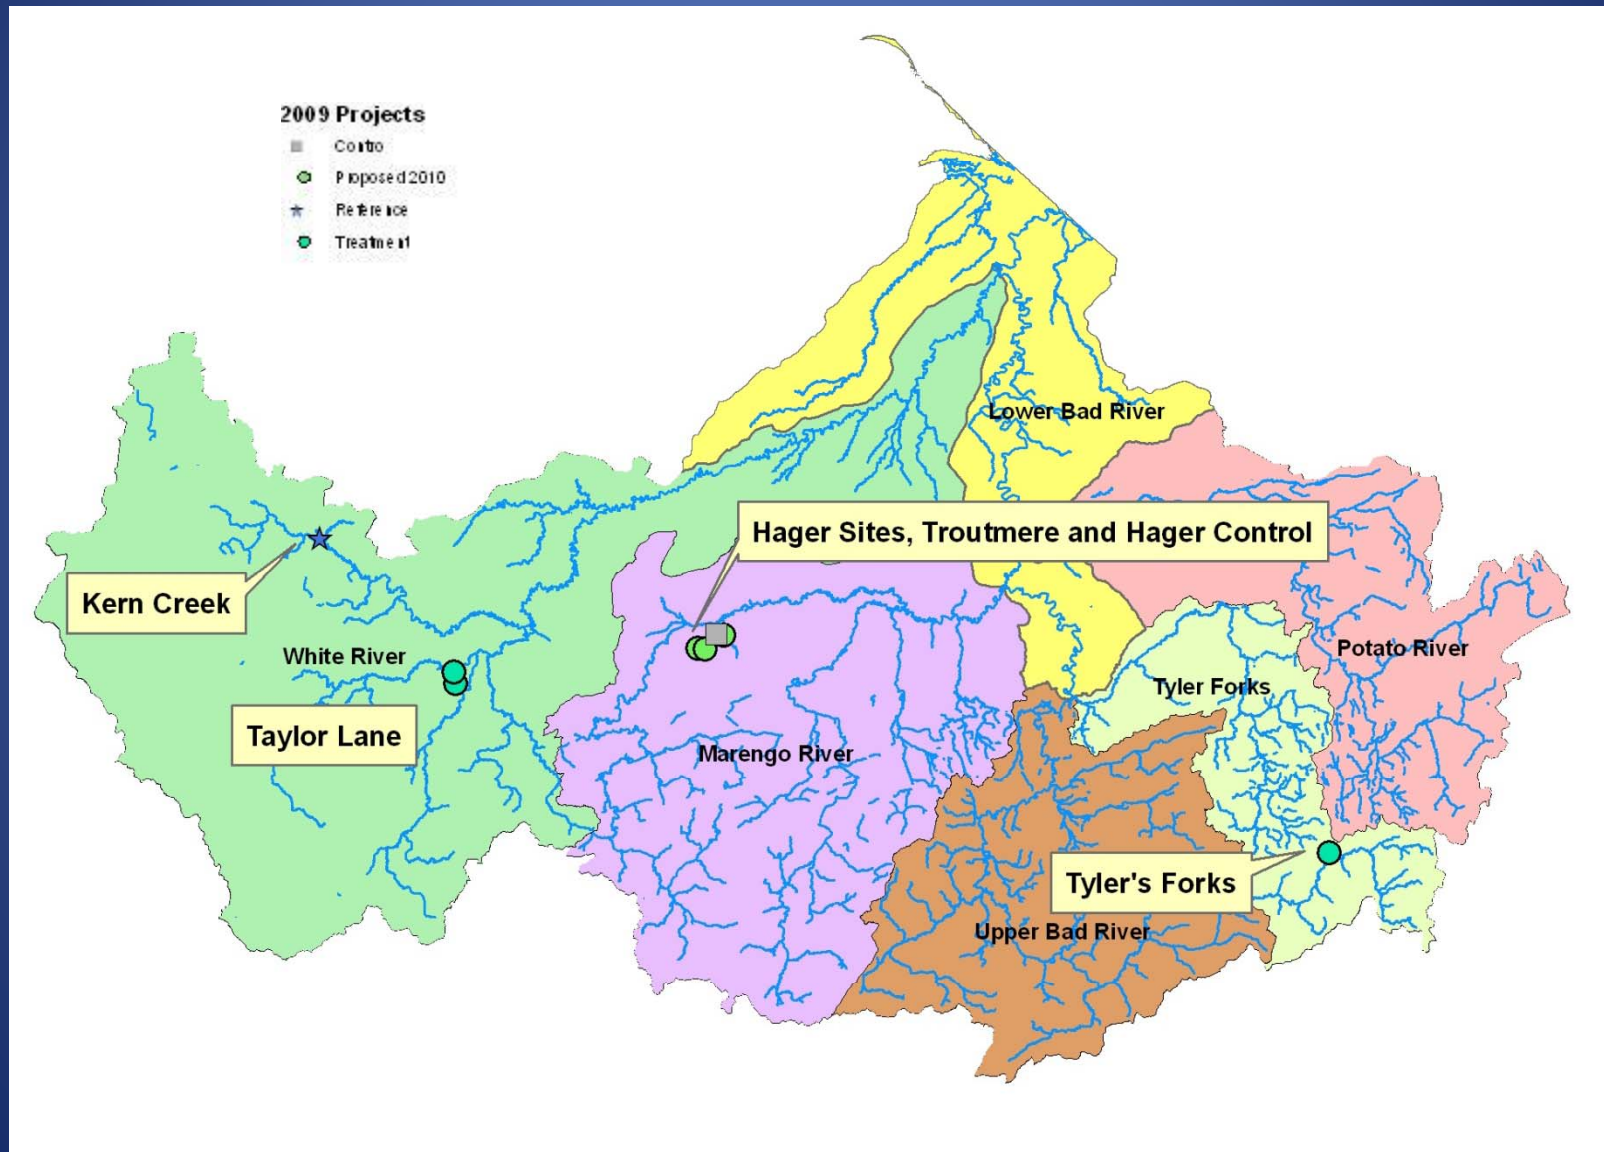 2009 Projects
Contro
Proposed 2010
Reference
Treatment
Lower Bad River
Hager Sites, Troutmere and Hager Control
Kern Creek
White River
Potato River
Tyler Forks
Taylor Lane
Marengo River
Tyler's Forks
Upper Bad River